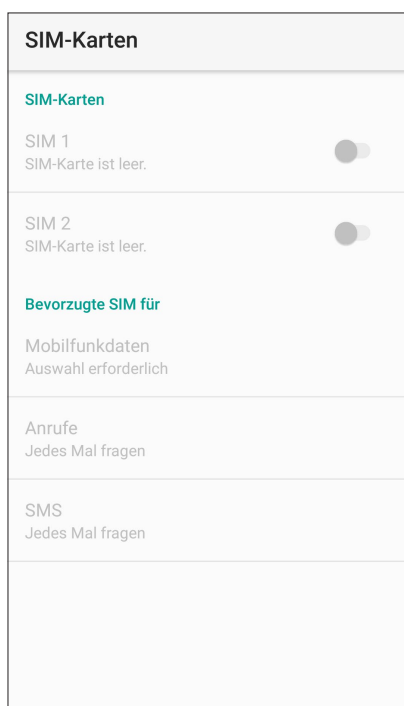 SIM-Karten
SIM-Karten
SIM 1
SIM-Karte ist leer.
SIM 2
SIM-Karte ist leer.
Bevorzugte SIM für
Mobilfunkdaten
Auswahl erforderlich
Anrufe
Jedes Mal fragen
SMS
Jedes Mal fragen